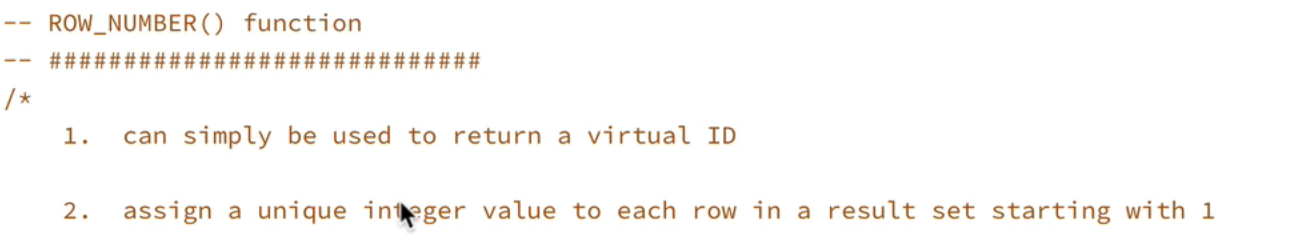 -- ROW_NUMBER() function
-- #############################
/*
1. can simply be used to return a virtual ID
2. assign a unique integer value to each row in a result set starting with 1